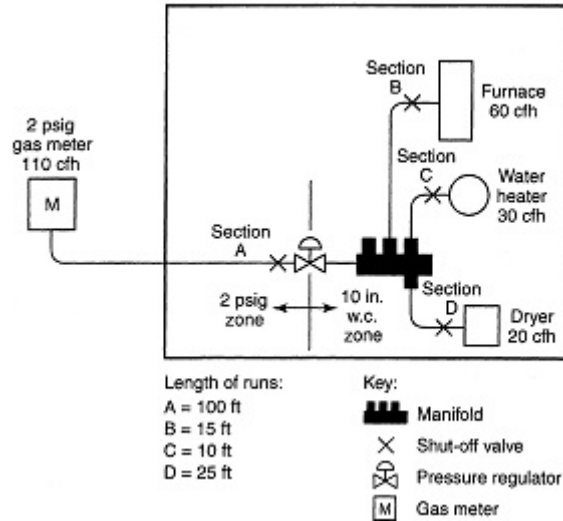 2 psig
gas meter
110 cfh
M
Section
A
2 psig
zone
10 in.
w.c.
zone
Section
B
Furnace
60 cfh
Section
C
Water
heater
30 cfh
Section
D
Dryer
20 cfh
Length of runs:
A = 100 ft
B = 15 ft
C = 10 ft
D = 25 ft
Key:
Manifold
Shut-off valve
Pressure regulator
M
Gas meter